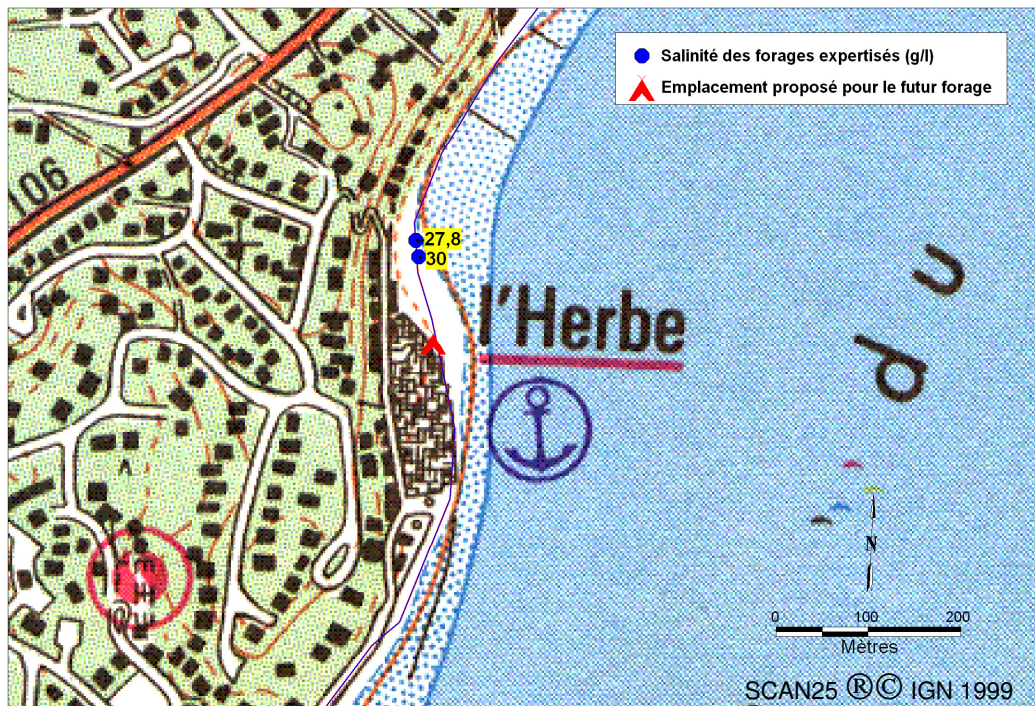 Salinité des forages expertisés (g/l)
Emplacement proposé pour le futur forage
106
27,8
30
l'Herbe
du
N
0 100 200
Mètres
SCAN25 ®© IGN 1999